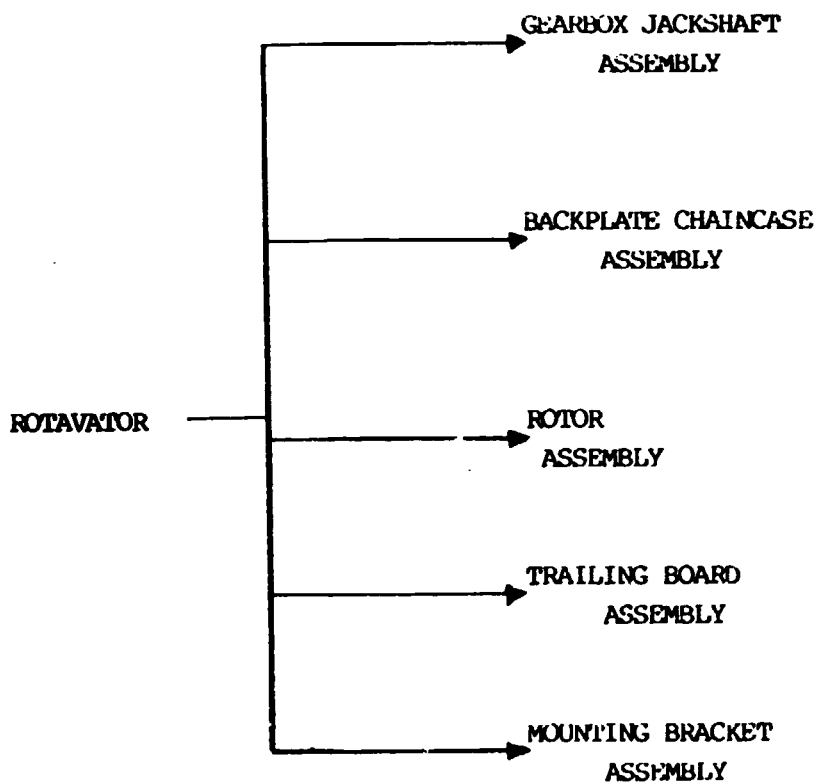 GEARBOX JACKSHAFT
ASSEMBLY
BACKPLATE CHAINCASE
ASSEMBLY
ROTAVATOR
ROTOR
ASSEMBLY
TRAILING BOARD
ASSEMBLY
MOUNTING BRACKET
ASSEMBLY